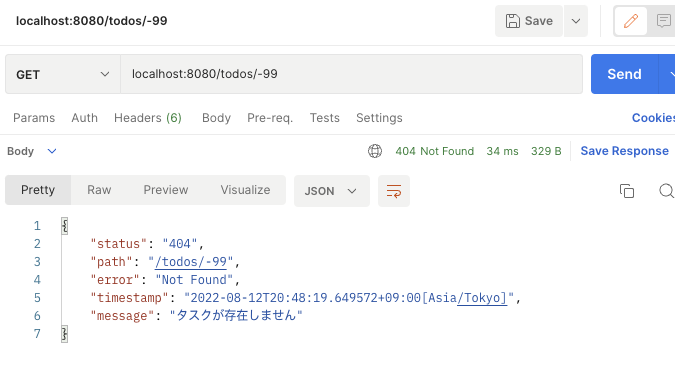 localhost:8080/todos/-99
Save
GET
localhost:8080/todos/-99
Send
Params Auth Headers (6) Body Pre-req. Tests Settings Cookies
Body 404 Not Found 34 ms 329 B Save Response
Pretty Raw Preview Visualize JSON
1 {
2 "status": "404",
3 "path": "/todos/-99",
4 "error": "Not Found",
5 "timestamp": "2022-08-12T20:48:19.649572+09:00[Asia/Tokyo]",
6 "message": "タスクが存在しません"
7 }